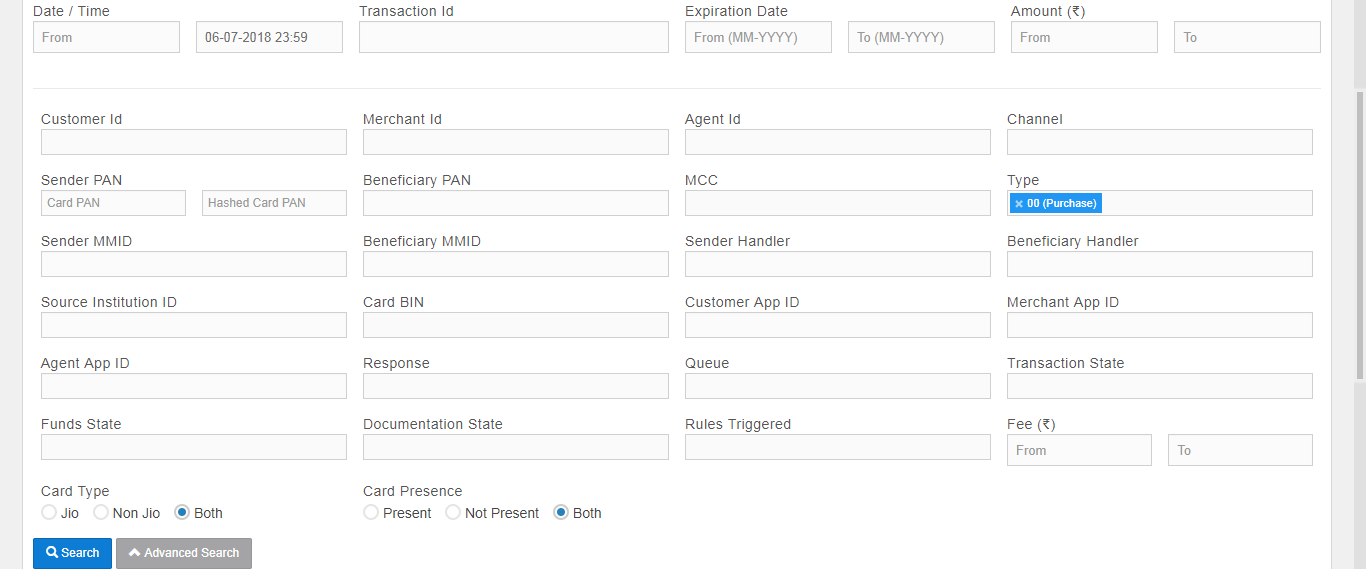 Date / Time Transaction Id Expiration Date Amount (₹)
From 06-07-2018 23:59 From (MM-YYYY) To (MM-YYYY) From To
Customer Id Merchant Id Agent Id Channel
Sender PAN Beneficiary PAN MCC Type
Card PAN Hashed Card PAN × 00 (Purchase)
Sender MMID Beneficiary MMID Sender Handler Beneficiary Handler
Source Institution ID Card BIN Customer App ID Merchant App ID
Agent App ID Response Queue Transaction State
Funds State Documentation State Rules Triggered Fee (₹)
From To
Card Type Card Presence
Jio Non Jio Both Present Not Present Both
Search Advanced Search